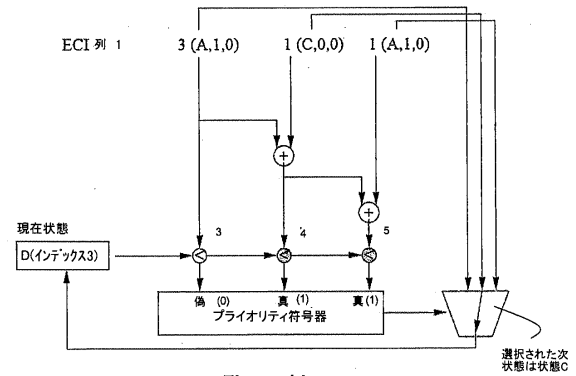 ECI 列 1 3 (A,1,0) 1 (C,0,0) 1 (A,1,0)
+
+
3 4 5
現在状態
D(インデックス3)
< < <
偽 (0) 真 (1) 真 (1)
プライオリティ符号器
選択された次
状態は状態C